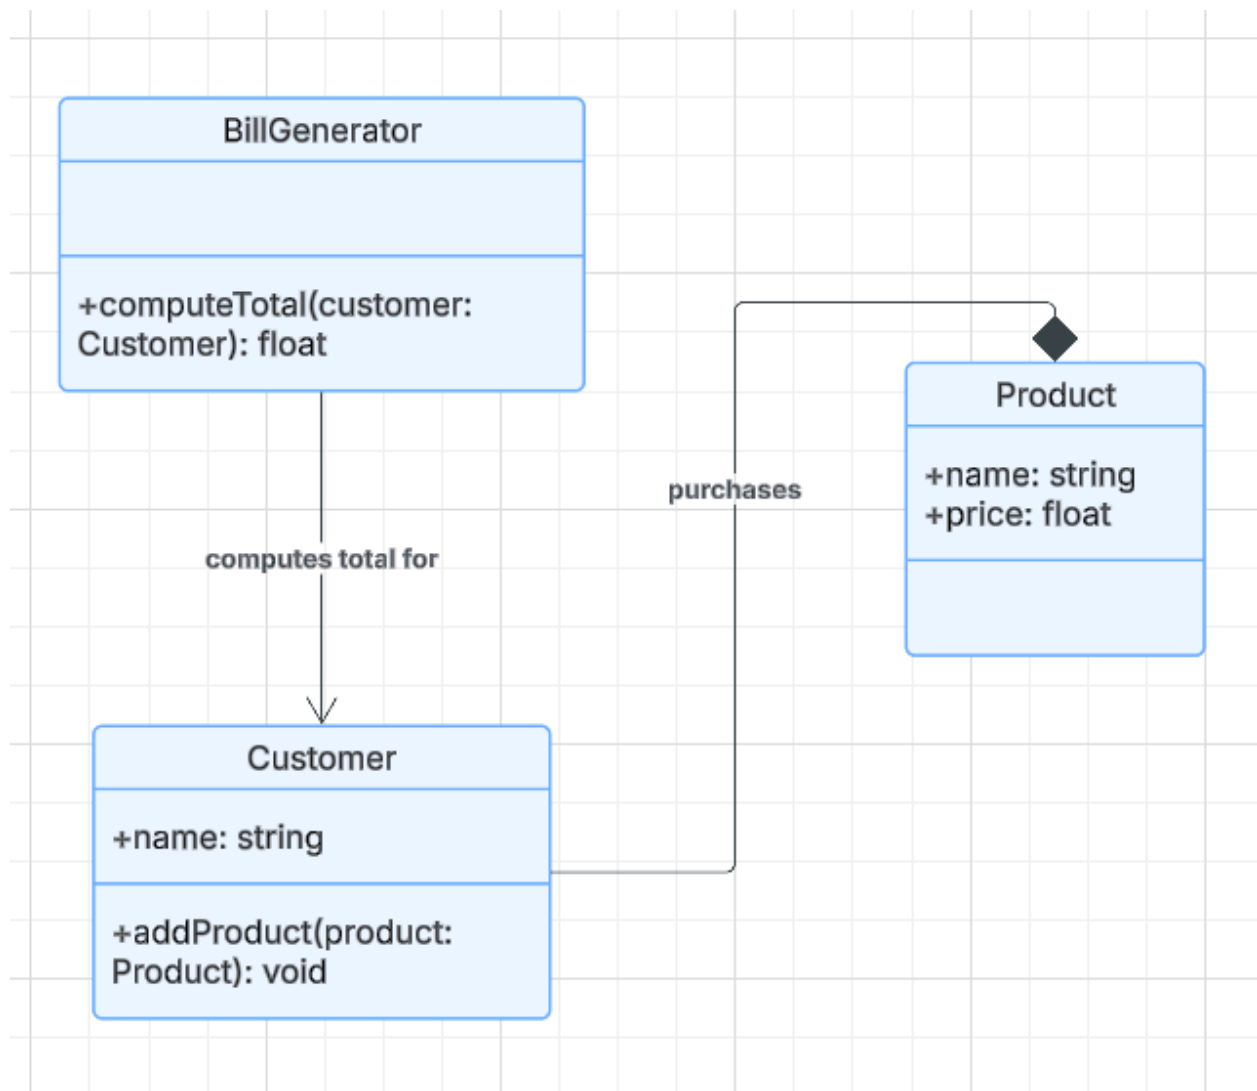 BillGenerator
+computeTotal(customer:
Customer): float
computes total for
Customer
+name: string
+addProduct(product:
Product): void
purchases
Product
+name: string
+price: float